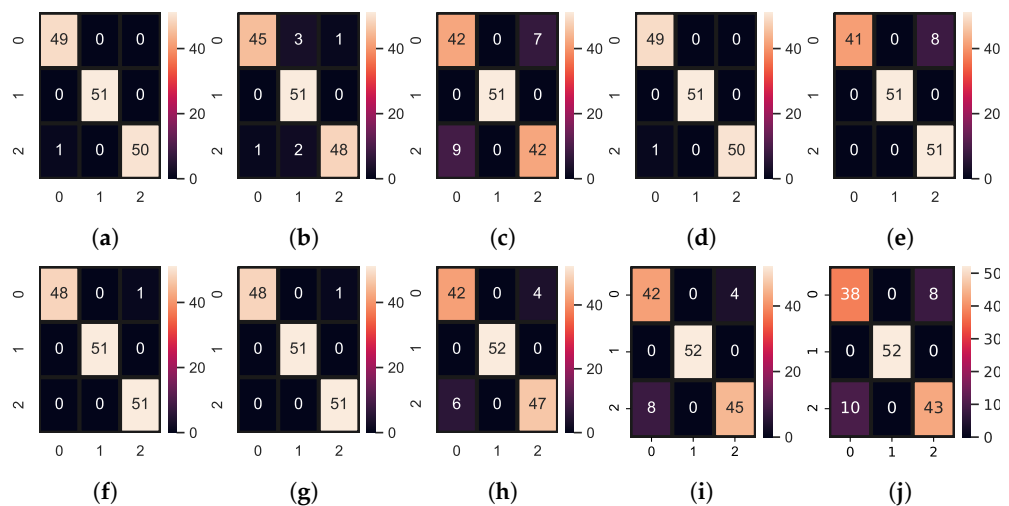 0 49 0 0 40
1 0 51 0 20
2 1 0 50 0
0 1 2
(a)
0 45 3 1 40
1 0 51 0 20
2 1 2 48 0
0 1 2
(b)
0 42 0 7 40
1 0 51 0 20
2 9 0 42 0
0 1 2
(c)
0 49 0 0 40
1 0 51 0 20
2 1 0 50 0
0 1 2
(d)
0 41 0 8 40
1 0 51 0 20
2 0 0 51 0
0 1 2
(e)
0 48 0 1 40
1 0 51 0 20
2 0 0 51 0
0 1 2
(f)
0 48 0 1 40
1 0 51 0 20
2 0 0 51 0
0 1 2
(g)
0 42 0 4 40
1 0 52 0 20
2 6 0 47 0
0 1 2
(h)
0 42 0 4 40
1 0 52 0 20
2 8 0 45 0
0 1 2
(i)
50
0 38 0 8 40
30
1 0 52 0
20
2 10 0 43 10
0
0 1 2
(j)